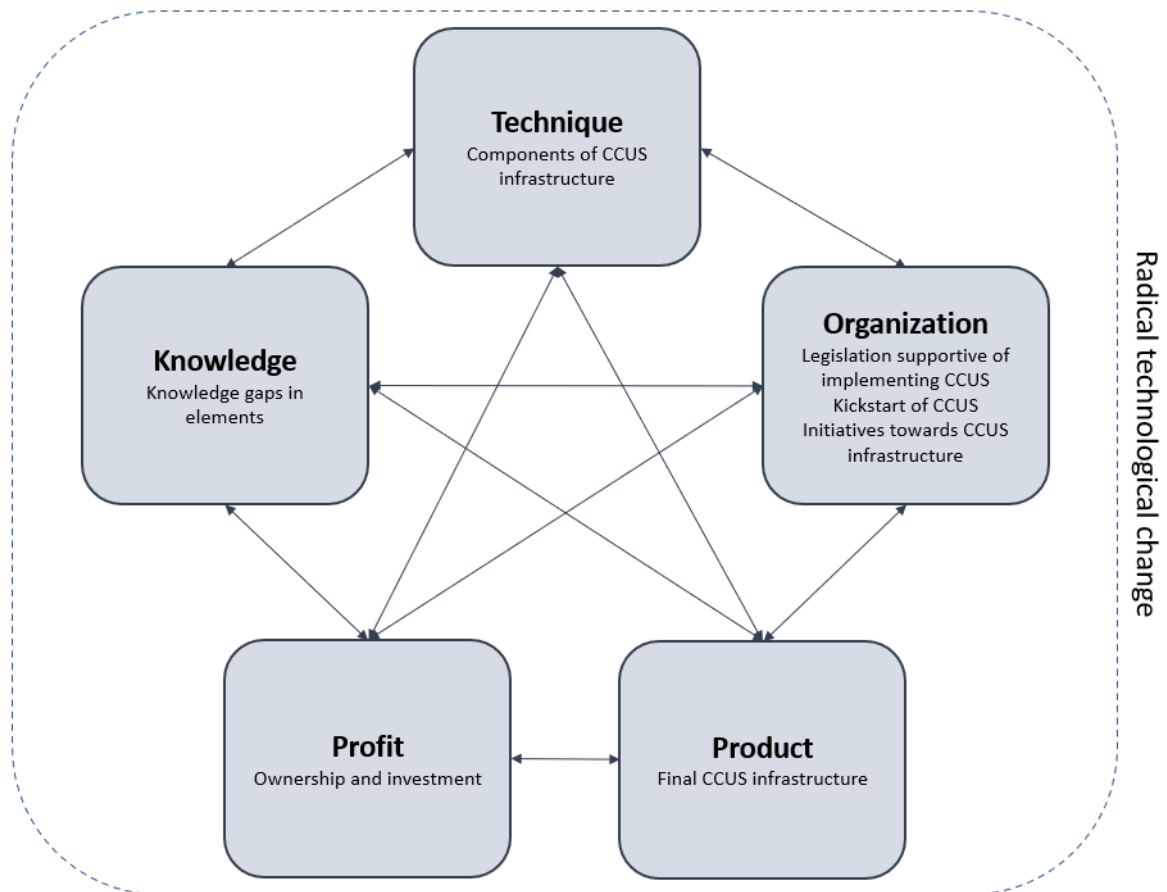 Technique
Components of CCUS
infrastructure
Knowledge
Knowledge gaps in
elements
Organization
Legislation supportive of
implementing CCUS
Kickstart of CCUS
Initiatives towards CCUS
infrastructure
Profit
Ownership and investment
Product
Final CCUS infrastructure
Radical technological change